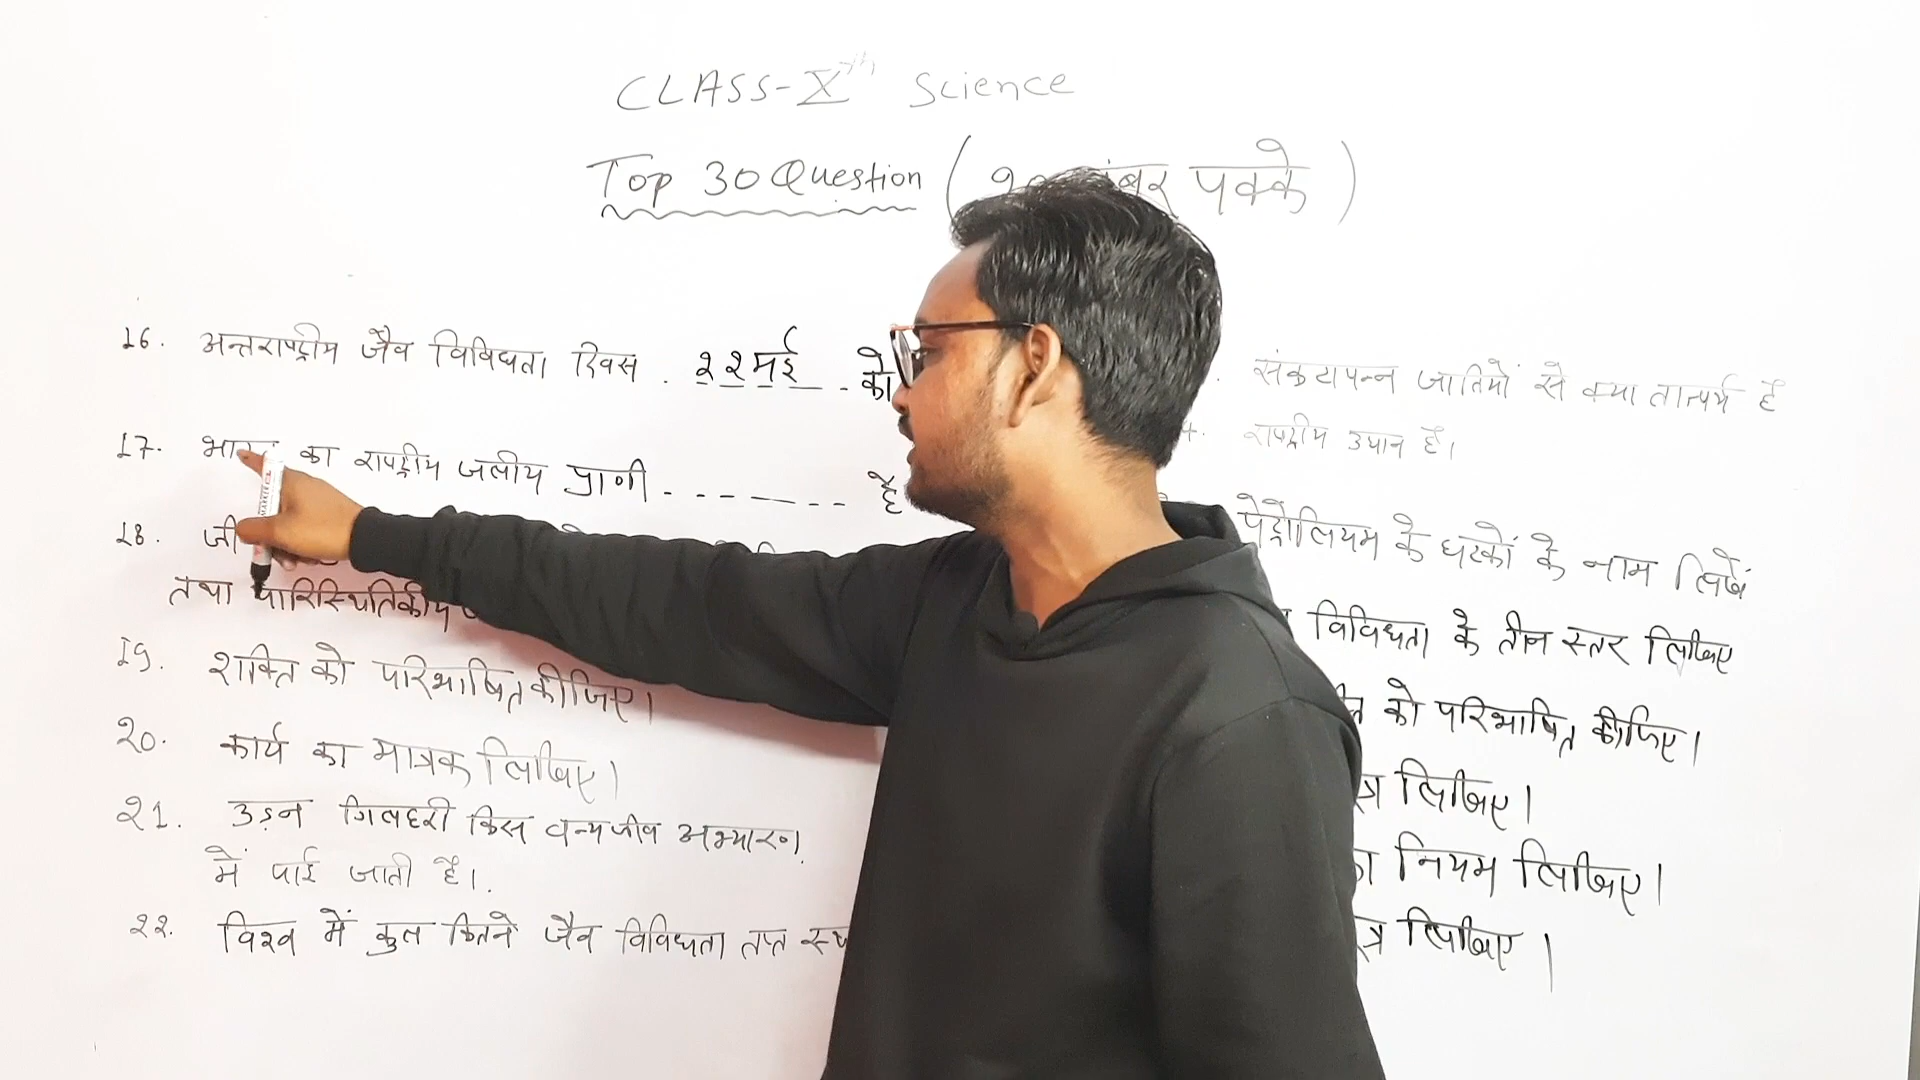 CLASS-Xth Science
Top 30 Question ( नंबर पक्के )
16. अन्तराष्ट्रीय जैव विविधता दिवस . 22 मई . को
17. भारत का राष्ट्रीय जलीय प्राणी . - - - - - - है
18. जी
तथा पारिस्थितिकीय
19. शक्ति को परिभाषित कीजिए।
20. कार्य का मात्रक लिखिए।
21. उड़न गिलहरी किस वन्यजीव अभ्यारण
में पाई जाती है।
22. विश्व में कुल कितने जैव विविधता तप्त
संकटापन्न जातियों से क्या तात्पर्य है
राष्ट्रीय उद्यान है।
पेट्रोलियम के घटकों के नाम लिखें
विविधता के तीन स्तर लिखिए
को परिभाषित कीजिए।
लिखिए।
नियम लिखिए।
लिखिए।